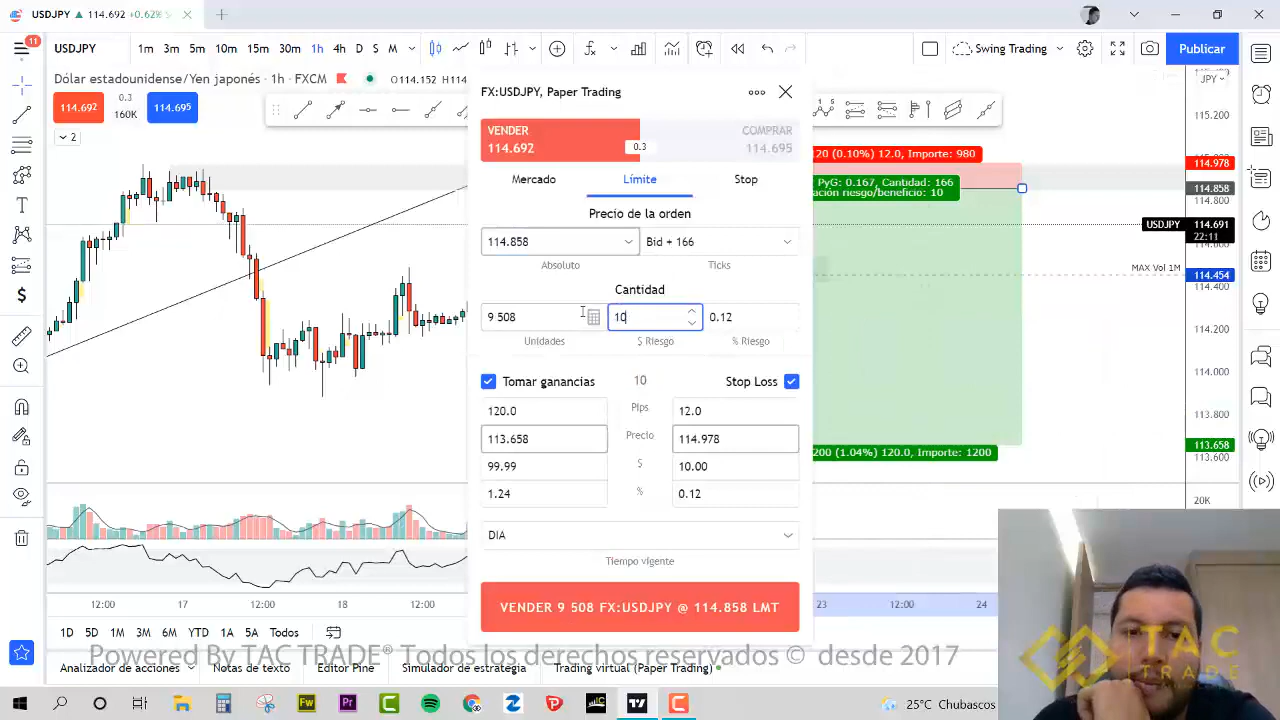 USDJPY ▲ 114.692 +0.62%
11
USDJPY
1m 3m 5m 10m 15m 30m 1h 4h D S M
Swing Trading
Publicar
Dólar estadounidense/Yen japonés · 1h · FXCM
O114.152 H114.
114.692
0.3
160K
114.695
2
FX:USDJPY, Paper Trading
VENDER
114.692
0.3
COMPRAR
114.695
Mercado
Límite
Stop
Precio de la orden
114.858
Bid + 166
Absoluto
Ticks
Cantidad
9 508
10
0.12
Unidades
$ Riesgo
% Riesgo
Tomar ganancias
10
Stop Loss
120.0
Pips
12.0
113.658
Precio
114.978
99.99
$
10.00
1.24
%
0.12
DIA
Tiempo vigente
VENDER 9 508 FX:USDJPY @ 114.858 LMT
120 (0.10%) 12.0, Importe: 980
PyG: 0.167, Cantidad: 166
ación riesgo/beneficio: 10
200 (1.04%) 120.0, Importe: 1200
JPY
115.200
114.978
114.858
114.800
USDJPY
114.691
22:11
114.600
MAX Vol 1M
114.454
114.400
114.200
114.000
113.800
113.658
113.600
20K
12:00 17 12:00 18 12:00
23 12:00 24
1D 5D 1M 3M 6M YTD 1A 5A Todos
Powered By TAC TRADE® Todos los derechos reservados © desde 2017
Analizador de acciones
Notas de texto
Editor Pine
Simulador de estrategia
Trading virtual (Paper Trading)
TAC
TRADE
25°C Chubascos